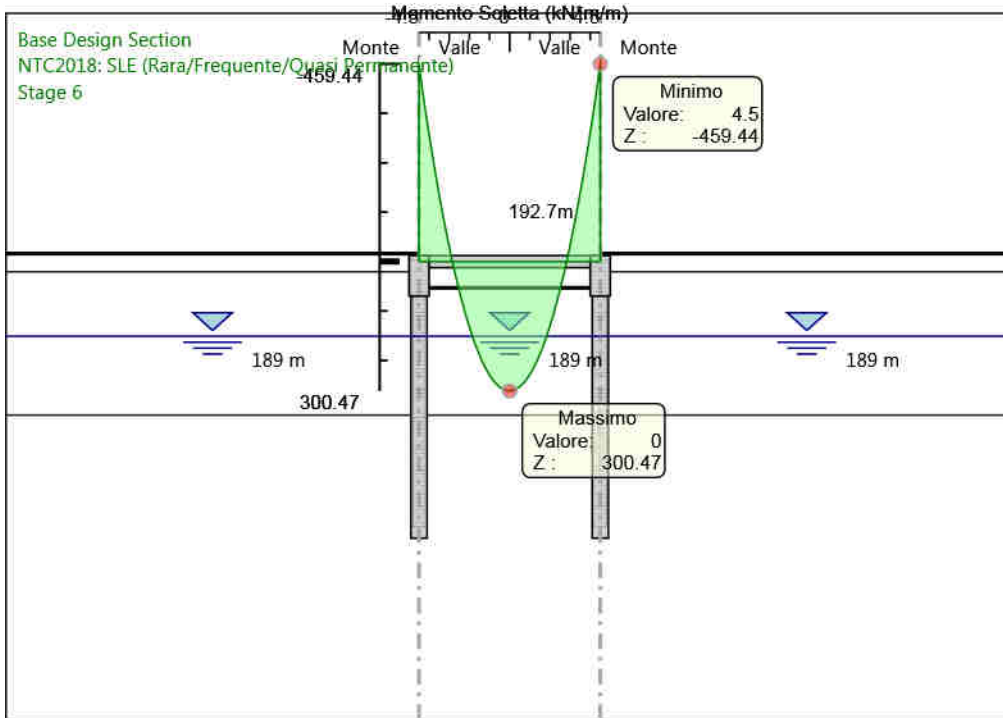 Momento Soletta (kN*m/m)
Base Design Section
Monte
Valle
Valle
Monte
NTC2018: SLE (Rara/Frequente/Quasi Permanente)
-459.44
Stage 6
Minimo
Valore: 4.5
Z : -459.44
192.7m
189 m
189 m
189 m
300.47
Massimo
Valore: 0
Z : 300.47